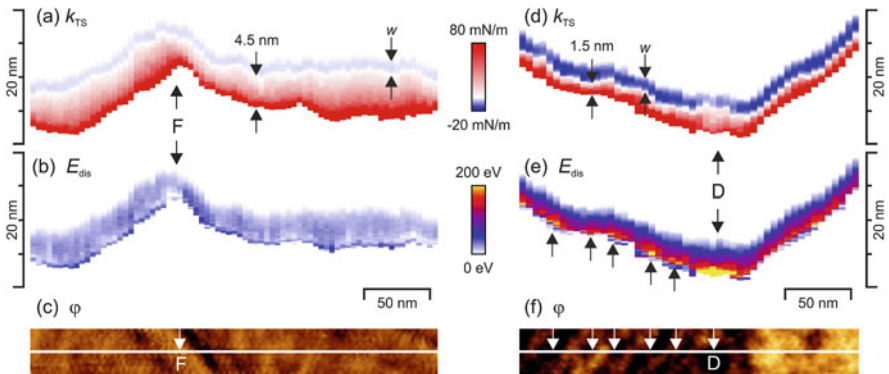 (a) k_TS
4.5 nm
w
20 nm
F
80 mN/m
-20 mN/m
(d) k_TS
1.5 nm
w
20 nm
D
(b) E_dis
20 nm
200 eV
0 eV
50 nm
(e) E_dis
20 nm
50 nm
(c) φ
F
(f) φ
D